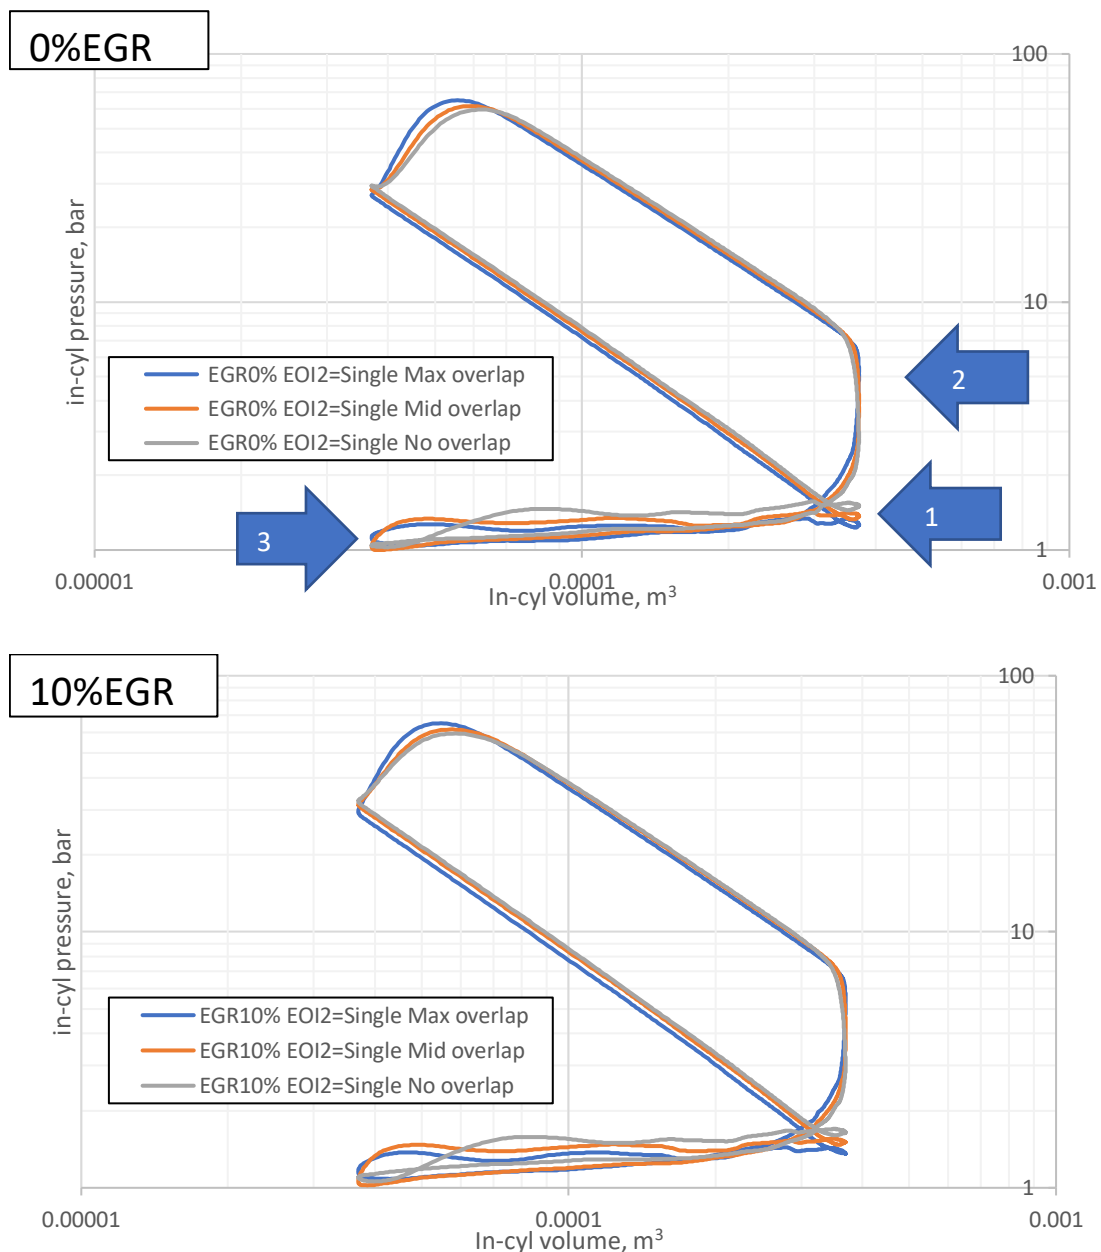 0%EGR
100
in-cyl pressure, bar
10
EGR0% EOI2=Single Max overlap
EGR0% EOI2=Single Mid overlap
EGR0% EOI2=Single No overlap
2
1
3
1
0.00001
0.0001
0.001
In-cyl volume, m³
10%EGR
100
in-cyl pressure, bar
10
EGR10% EOI2=Single Max overlap
EGR10% EOI2=Single Mid overlap
EGR10% EOI2=Single No overlap
1
0.00001
0.0001
0.001
In-cyl volume, m³